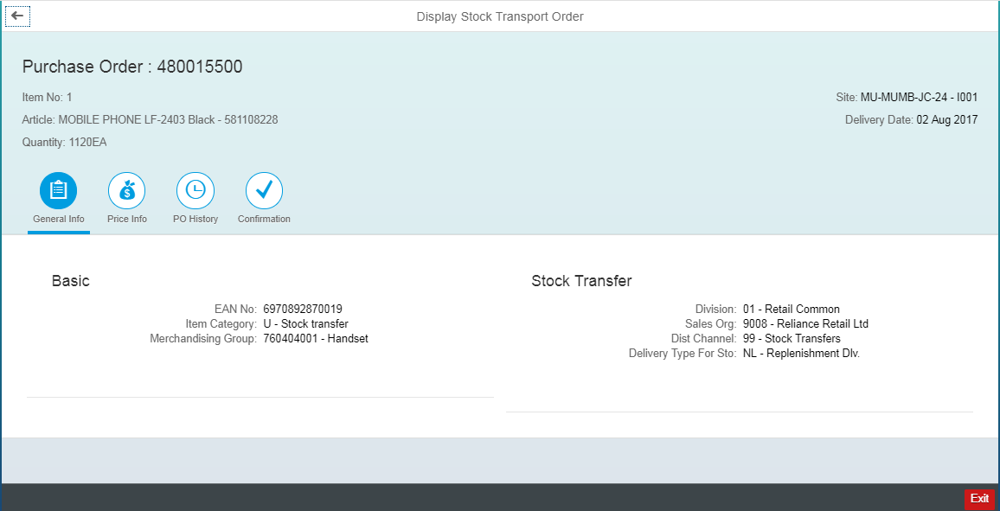 Display Stock Transport Order
Purchase Order : 480015500
Item No: 1
Article: MOBILE PHONE LF-2403 Black - 581108228
Quantity: 1120EA
Site: MU-MUMB-JC-24 - I001
Delivery Date: 02 Aug 2017
General Info
Price Info
PO History
Confirmation
Basic
EAN No: 6970892870019
Item Category: U - Stock transfer
Merchandising Group: 760404001 - Handset
Stock Transfer
Division: 01 - Retail Common
Sales Org: 9008 - Reliance Retail Ltd
Dist Channel: 99 - Stock Transfers
Delivery Type For Sto: NL - Replenishment Dlv.
Exit